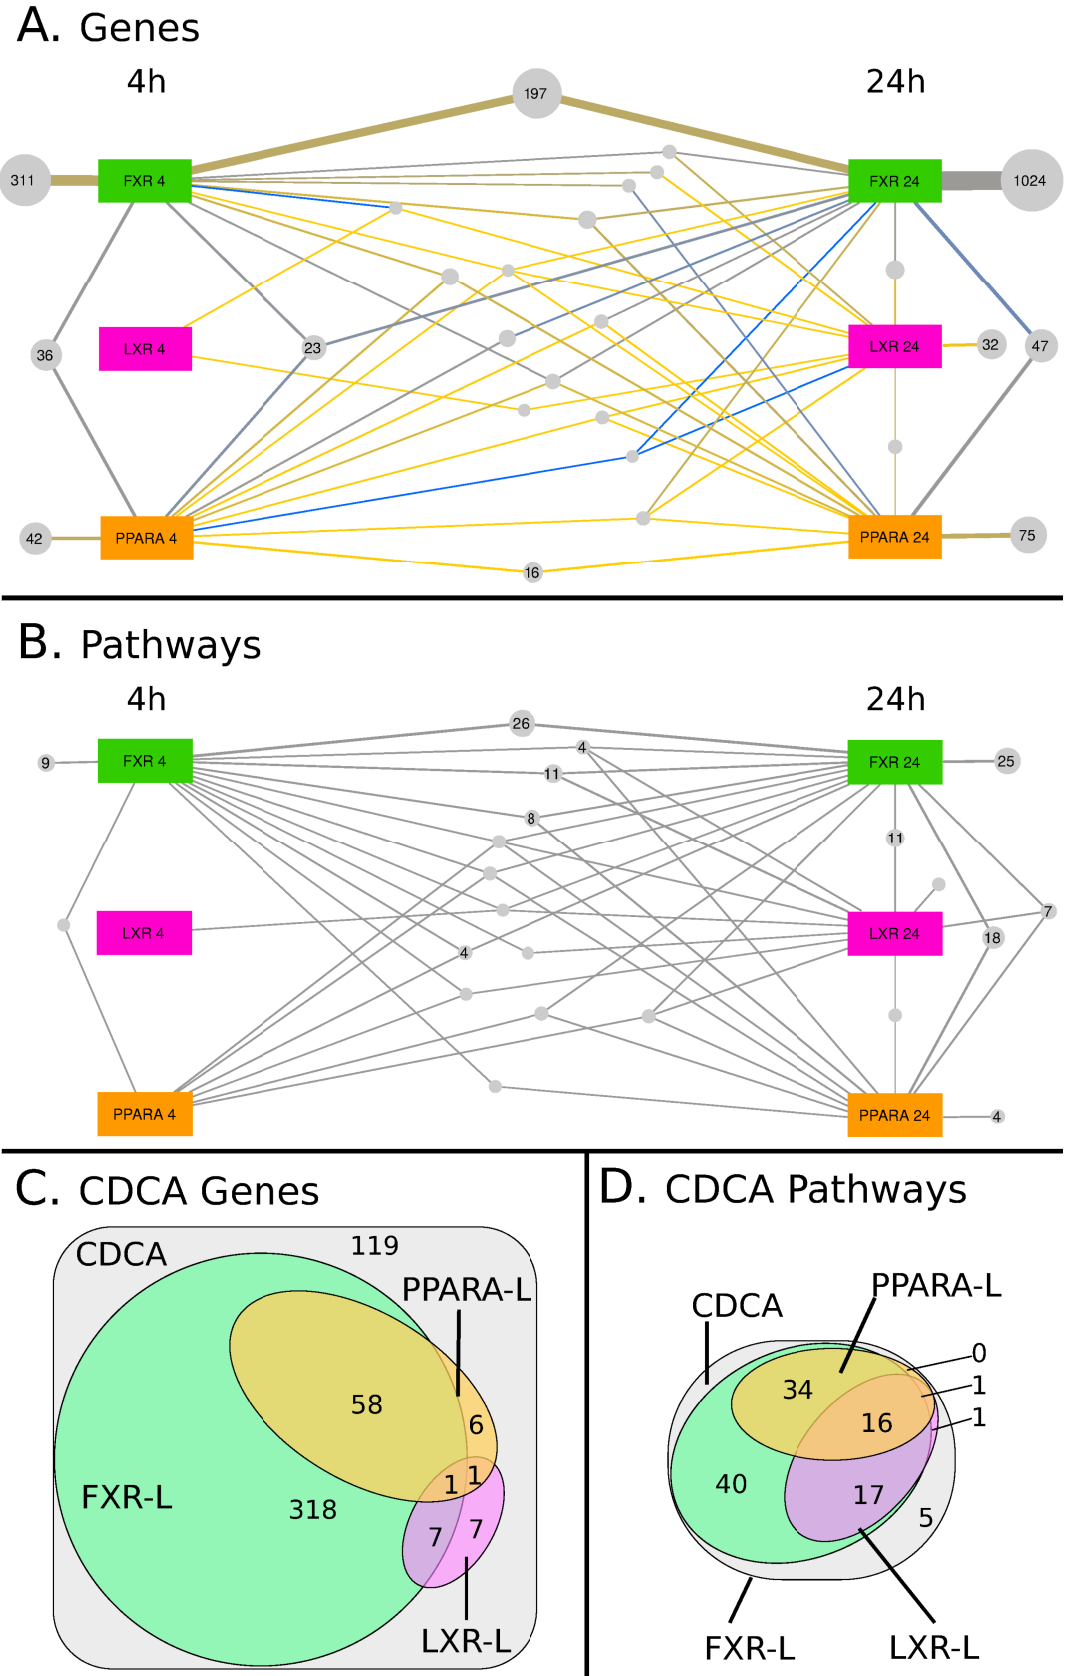 A. Genes
4h
24h
197
311
FXR 4
FXR 24
1024
36
LXR 4
23
LXR 24
32
47
42
PPARA 4
PPARA 24
75
16
B. Pathways
4h
24h
26
4
9
FXR 4
11
FXR 24
25
8
11
7
LXR 4
LXR 24
18
4
PPARA 4
PPARA 24
4
C. CDCA Genes
CDCA
119
PPARA-L
58
6
1
1
FXR-L
318
7
7
LXR-L
D. CDCA Pathways
PPARA-L
CDCA
0
34
1
16
1
40
17
5
FXR-L
LXR-L